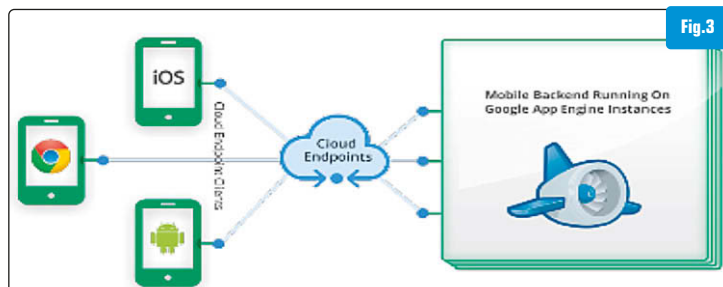 Fig.3
iOS
Cloud Endpoint Clients
Cloud
Endpoints
Mobile Backend Running On
Google App Engine Instances